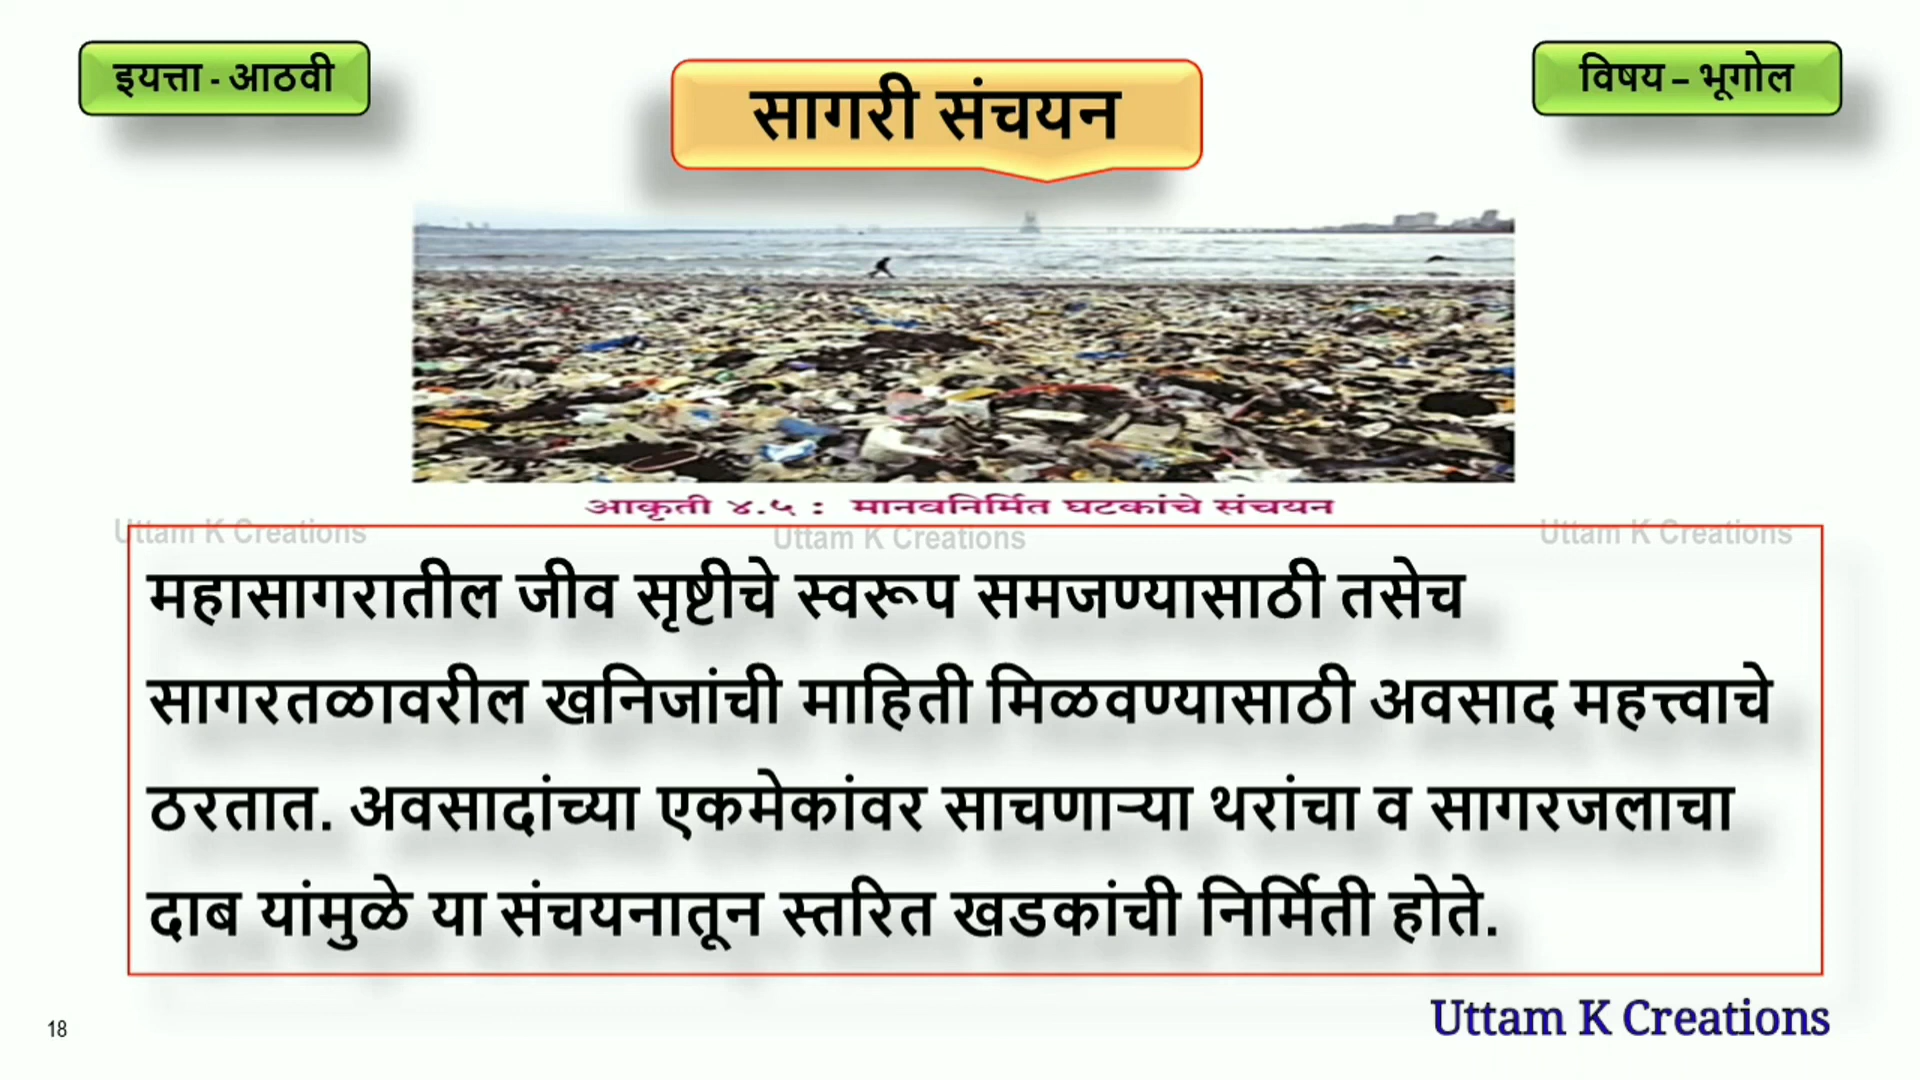 इयत्ता - आठवी
सागरी संचयन
विषय – भूगोल
आकृती ४.५ : मानवनिर्मित घटकांचे संचयन
Uttam K Creations
Uttam K Creations
Uttam K Creations
महासागरातील जीव सृष्टीचे स्वरूप समजण्यासाठी तसेच
सागरतळावरील खनिजांची माहिती मिळवण्यासाठी अवसाद महत्त्वाचे
ठरतात. अवसादांच्या एकमेकांवर साचणाऱ्या थरांचा व सागरजलाचा
दाब यांमुळे या संचयनातून स्तरित खडकांची निर्मिती होते.
18
Uttam K Creations